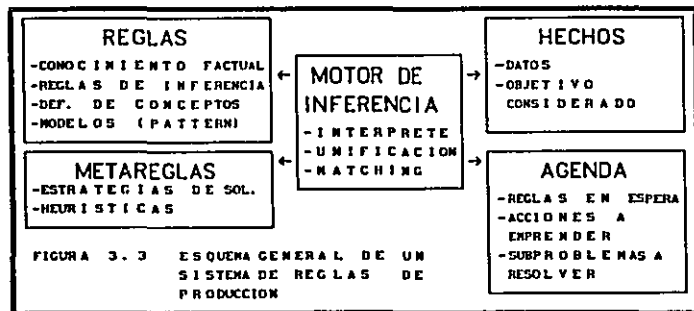 REGLAS
-CONOCIMIENTO FACTUAL
-REGLAS DE INFERENCIA
-DEF. DE CONCEPTOS
-MODELOS (PATTERN)
METAREGLAS
-ESTRATEGIAS DE SOL.
-HEURISTICAS
MOTOR DE
INFERENCIA
-INTERPRETE
-UNIFICACION
-MATCHING
HECHOS
-DATOS
-OBJETIVO
CONSIDERADO
AGENDA
-REGLAS EN ESPERA
-ACCIONES A
EMPRENDER
-SUBPROBLEMAS A
RESOLVER
FIGURA 3.3 ESQUEMA GENERAL DE UN
SISTEMA DE REGLAS DE
PRODUCCION